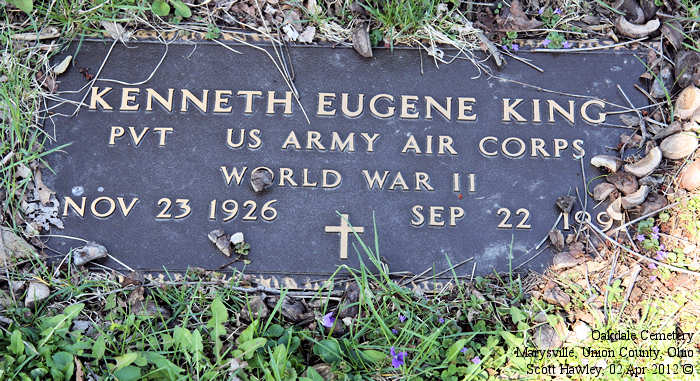 KENNETH EUGENE KING
PVT US ARMY AIR CORPS
WORLD WAR II
NOV 23 1926 SEP 22
Oakdale Cemetery
Marysville, Union County, Ohio
Scott Hawley, 02 Apr 2012 ©